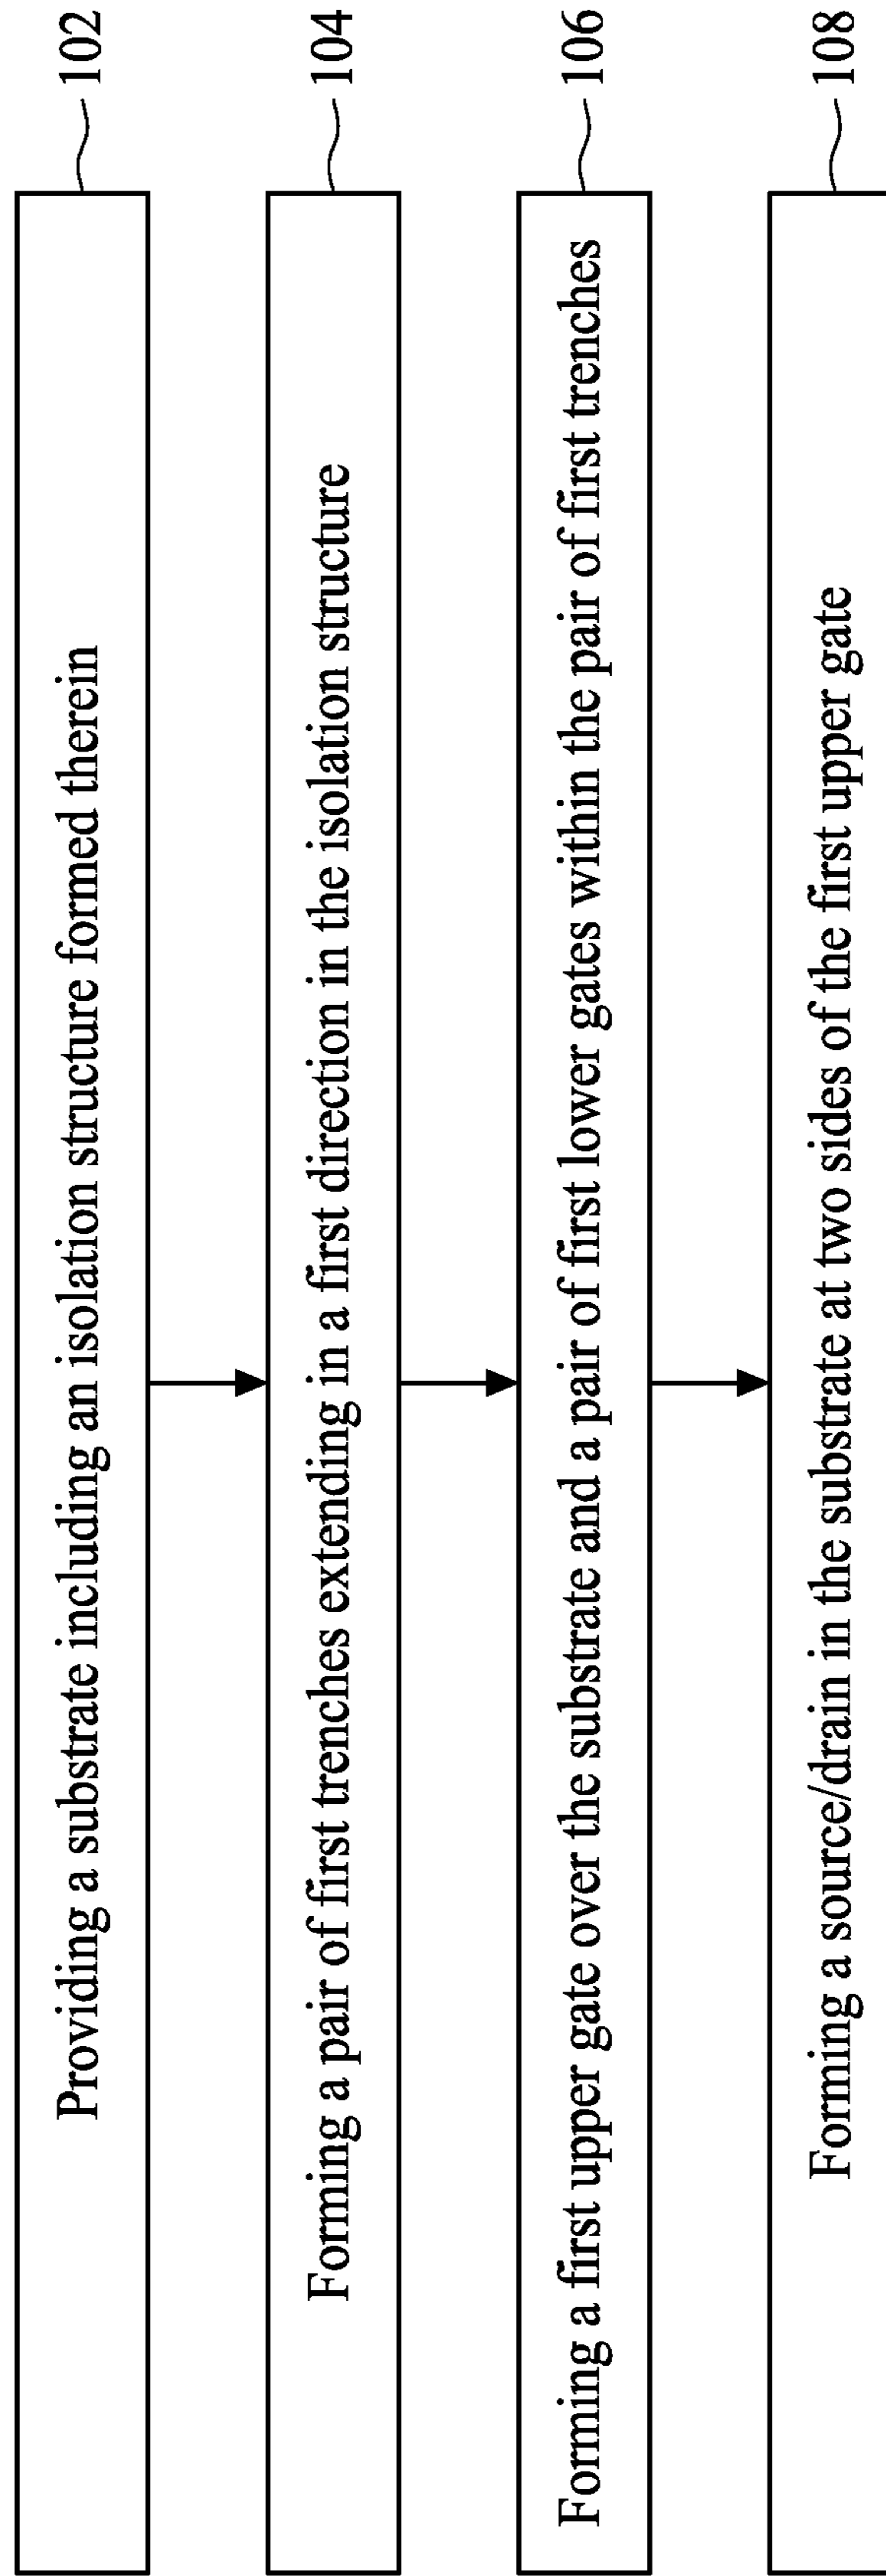 Providing a substrate including an isolation structure formed therein
102
Forming a pair of first trenches extending in a first direction in the isolation structure
104
Forming a first upper gate over the substrate and a pair of first lower gates within the pair of first trenches
106
Forming a source/drain in the substrate at two sides of the first upper gate
108